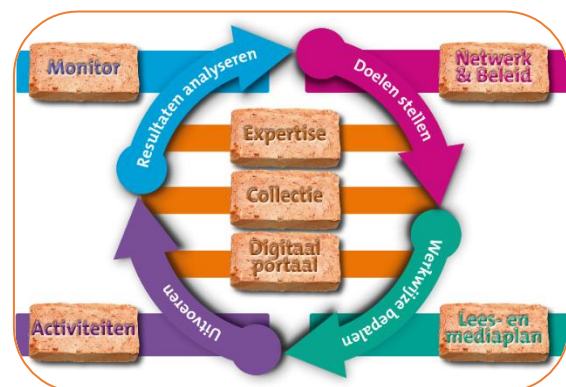 Monitor
Resultaten analyseren
Doelen stellen
Netwerk
& Beleid
Expertise
Collectie
Digitaal
portaal
Activiteiten
Uitvoeren
Werkwijze bepalen
Lees- en
mediaplan